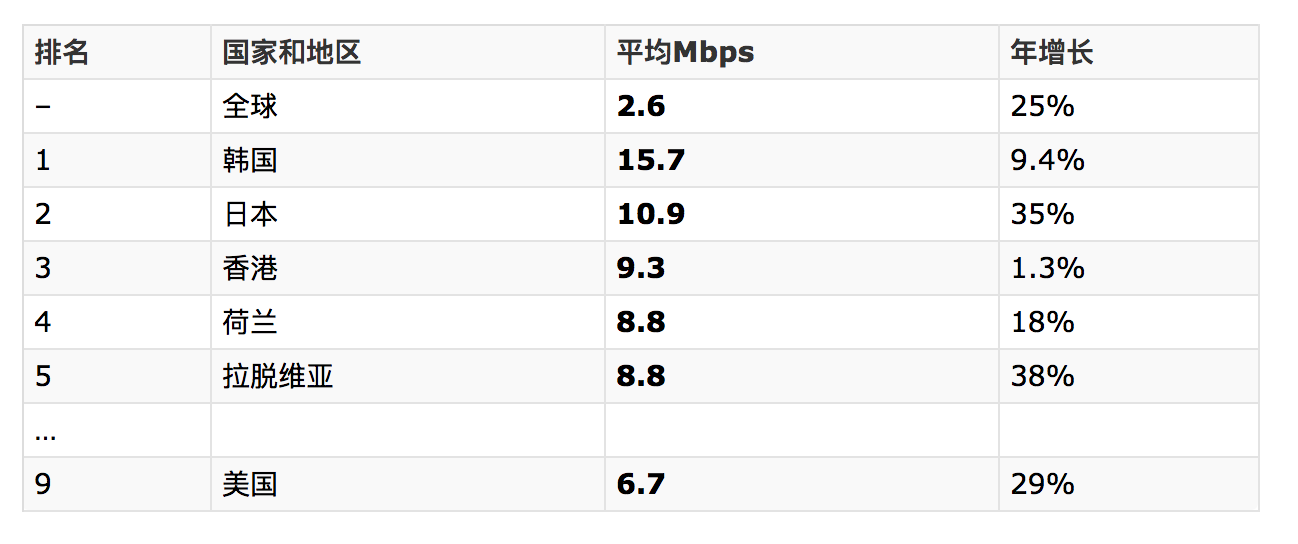 排名 国家和地区 平均Mbps 年增长
– 全球 2.6 25%
1 韩国 15.7 9.4%
2 日本 10.9 35%
3 香港 9.3 1.3%
4 荷兰 8.8 18%
5 拉脱维亚 8.8 38%
…
9 美国 6.7 29%